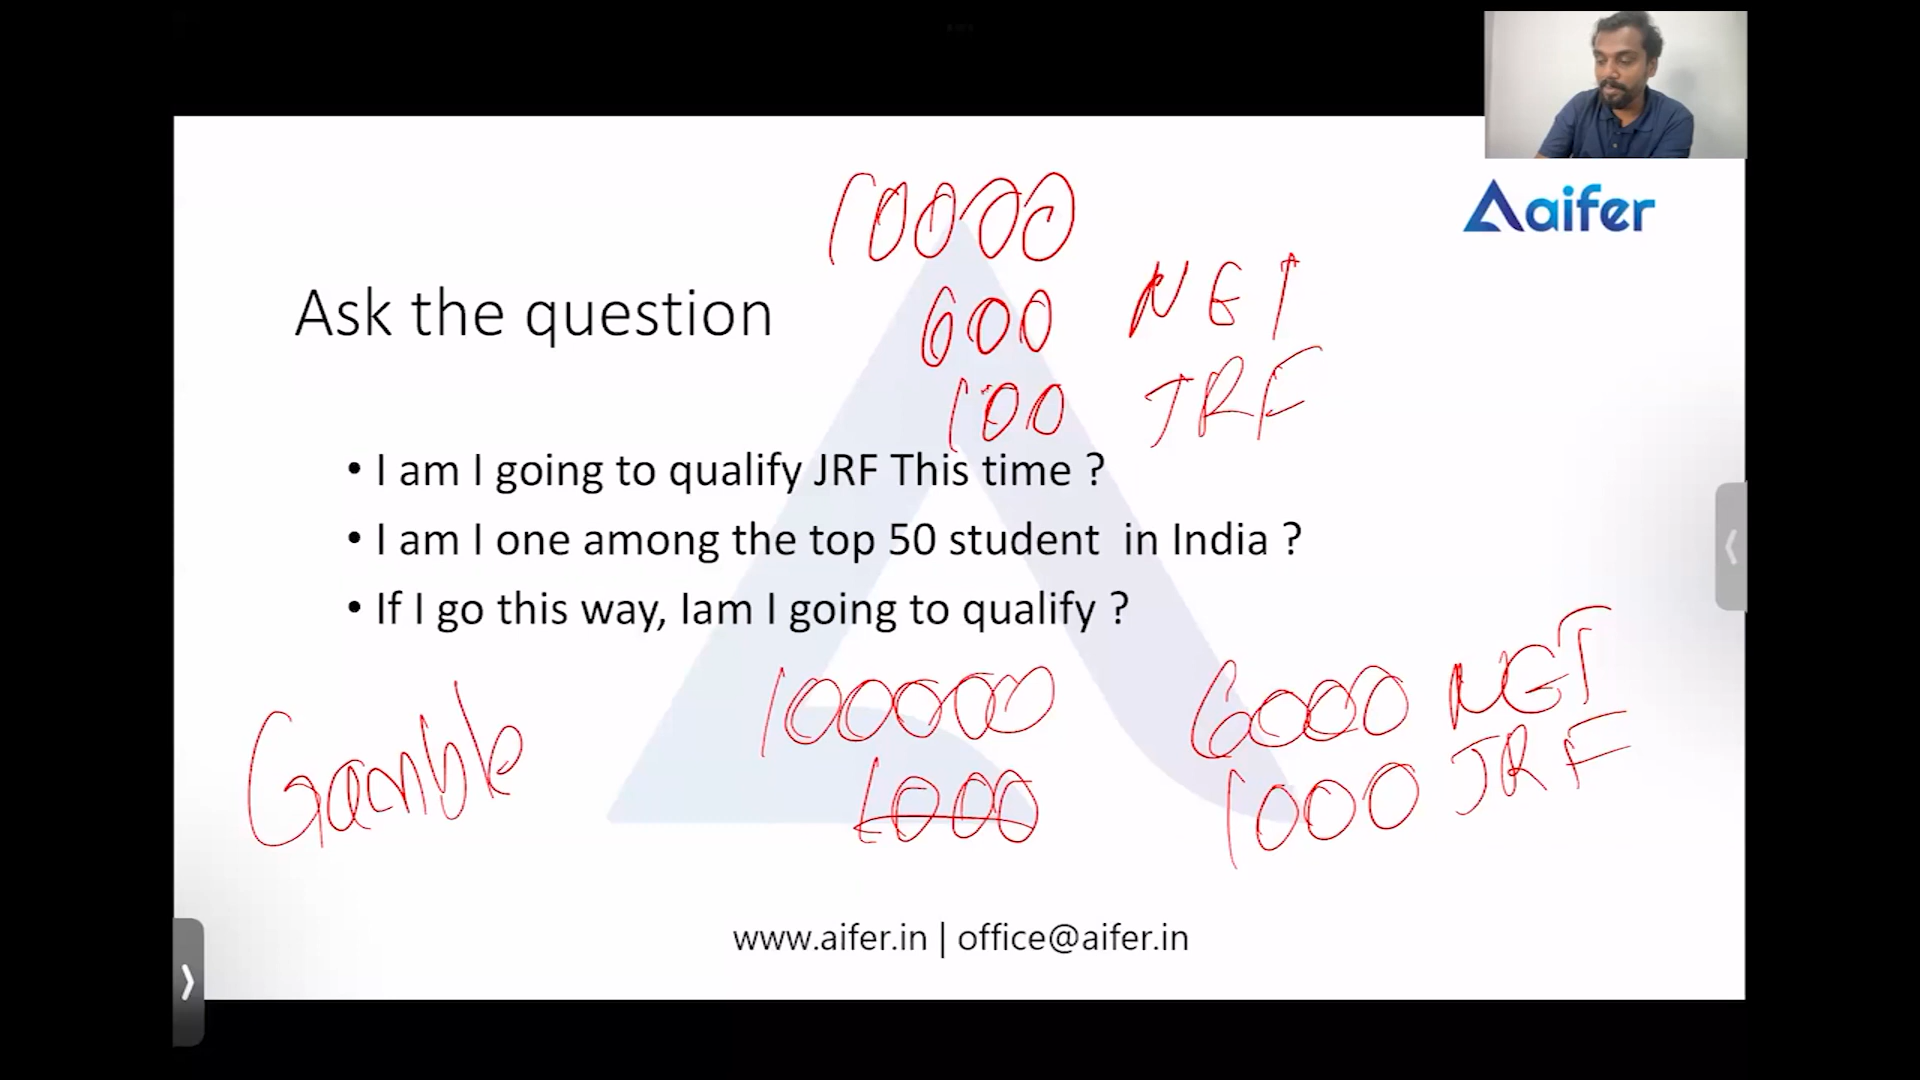 aifer
10000
Ask the question
600 NET
100 JRF
• I am I going to qualify JRF This time ?
• I am I one among the top 50 student in India ?
• If I go this way, Iam I going to qualify ?
Gamble
100000 6000 NET
1000 1000 JRF
www.aifer.in | office@aifer.in